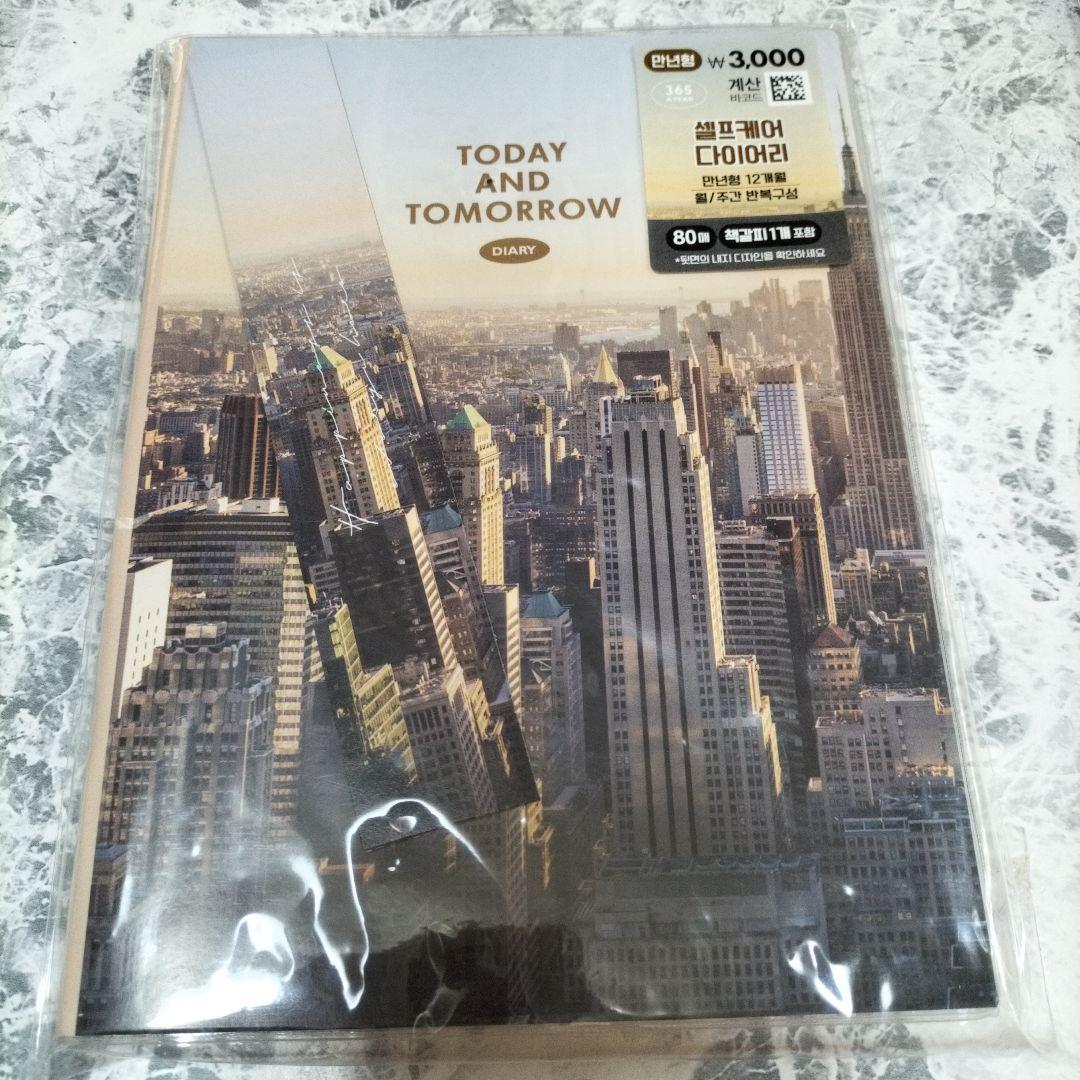 TODAY
AND
TOMORROW
DIARY
만년형 ₩3,000
365
A YEAR
계산
바코드
셀프케어
다이어리
만년형 12개월
월/주간 반복구성
80매 책갈피 1개 포함
*뒷면의 내지 디자인을 확인하세요
Happiness